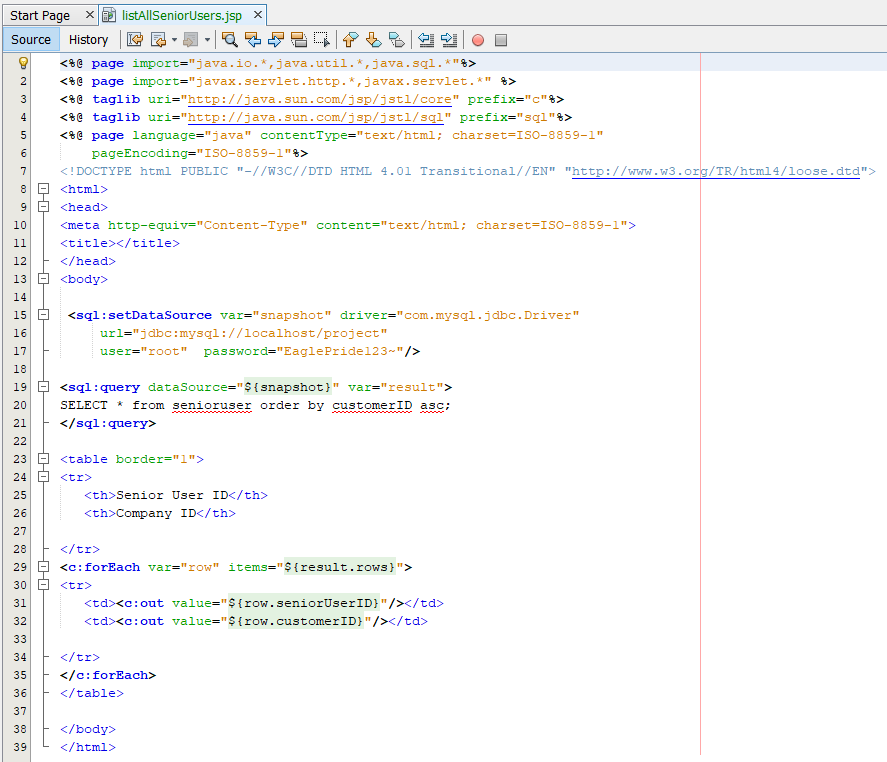 Start Page
listAllSeniorUsers.jsp
Source History
<%@ page import="java.io.*,java.util.*,java.sql.*"%>
2 <%@ page import="javax.servlet.http.*,javax.servlet.*" %>
3 <%@ taglib uri="http://java.sun.com/jsp/jstl/core" prefix="c"%>
4 <%@ taglib uri="http://java.sun.com/jsp/jstl/sql" prefix="sql"%>
5 <%@ page language="java" contentType="text/html; charset=ISO-8859-1"
6 pageEncoding="ISO-8859-1"%>
7 <!DOCTYPE html PUBLIC "-//W3C//DTD HTML 4.01 Transitional//EN" "http://www.w3.org/TR/html4/loose.dtd">
8 <html>
9 <head>
10 <meta http-equiv="Content-Type" content="text/html; charset=ISO-8859-1">
11 <title></title>
12 </head>
13 <body>
14
15 <sql:setDataSource var="snapshot" driver="com.mysql.jdbc.Driver"
16 url="jdbc:mysql://localhost/project"
17 user="root" password="EaglePride123~"/>
18
19 <sql:query dataSource="${snapshot}" var="result">
20 SELECT * from senioruser order by customerID asc;
21 </sql:query>
22
23 <table border="1">
24 <tr>
25 <th>Senior User ID</th>
26 <th>Company ID</th>
27
28 </tr>
29 <c:forEach var="row" items="${result.rows}">
30 <tr>
31 <td><c:out value="${row.seniorUserID}"/></td>
32 <td><c:out value="${row.customerID}"/></td>
33
34 </tr>
35 </c:forEach>
36 </table>
37
38 </body>
39 </html>